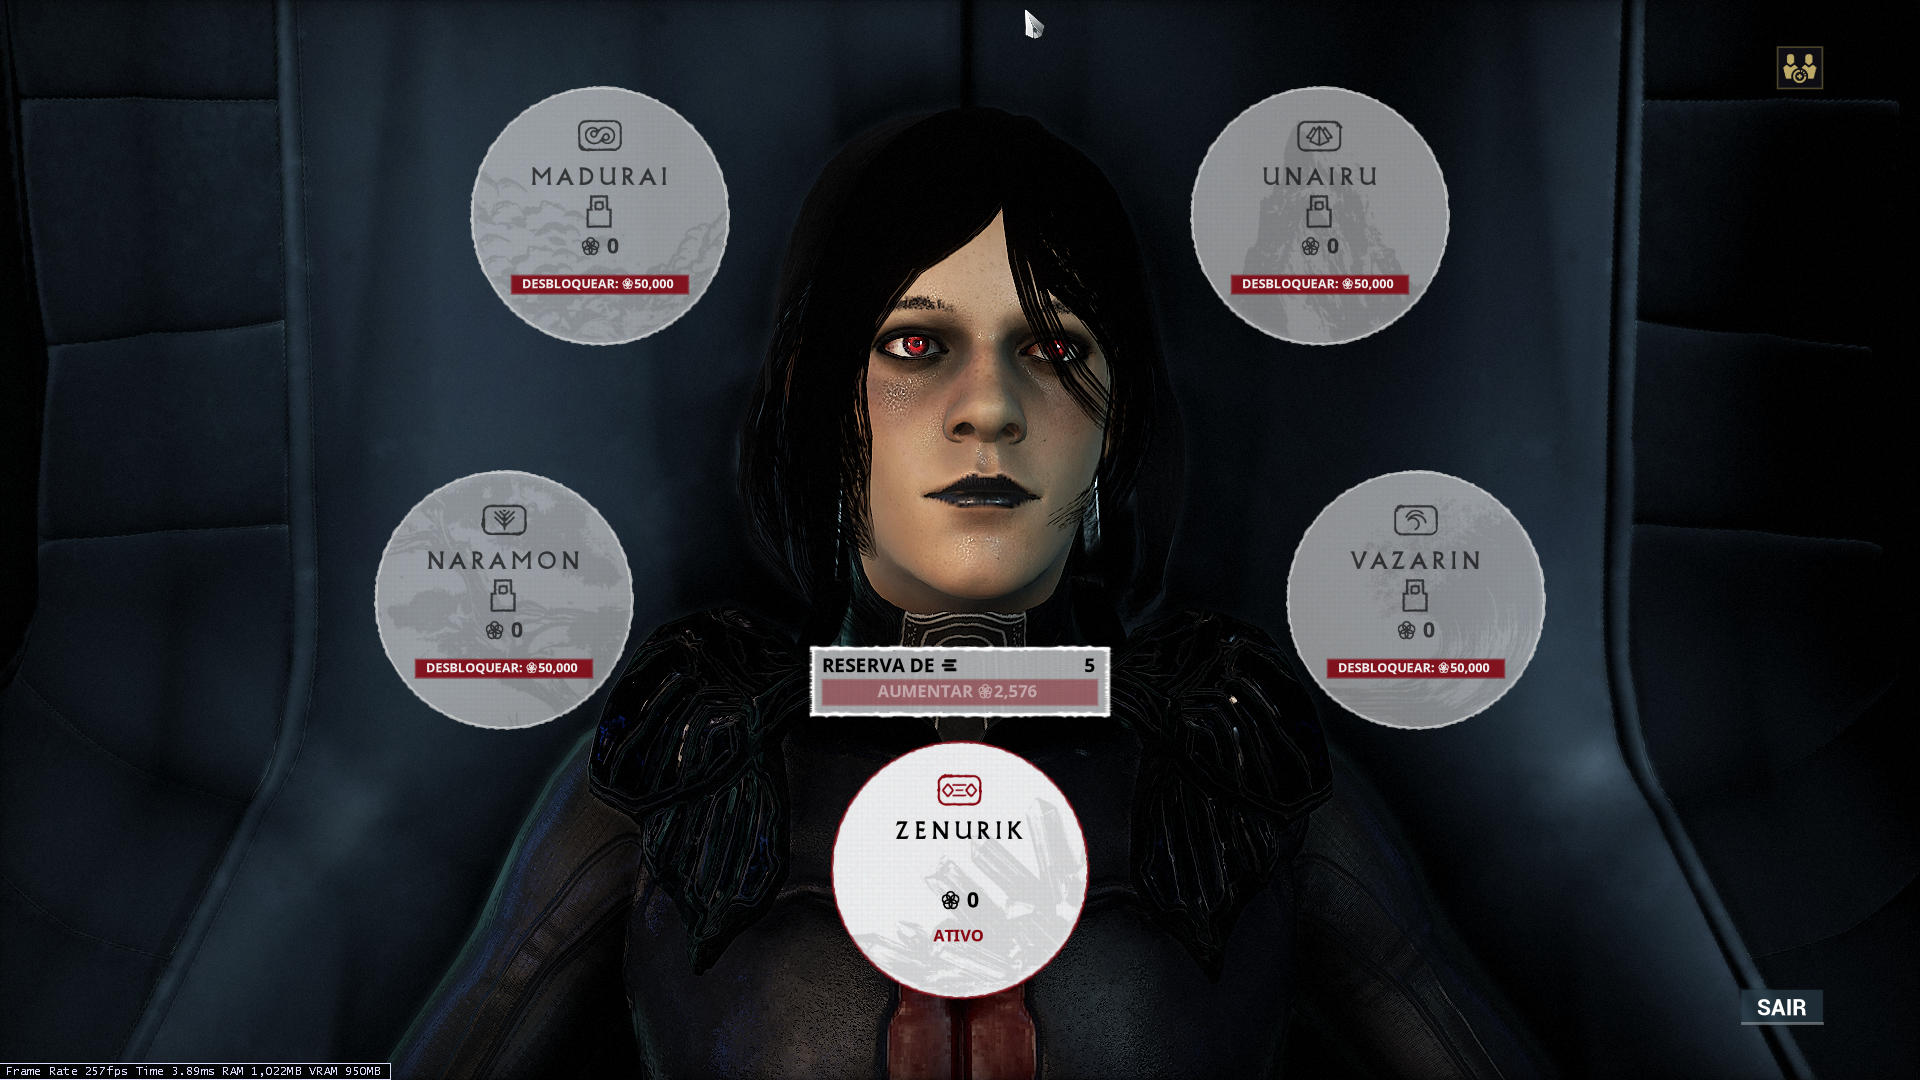 MADURAI
0
DESBLOQUEAR: 50,000
UNAIRU
0
DESBLOQUEAR: 50,000
NARAMON
0
DESBLOQUEAR: 50,000
VAZARIN
0
DESBLOQUEAR: 50,000
RESERVA DE 5
AUMENTAR 2,576
ZENURIK
0
ATIVO
SAIR
Frame Rate 257fps Time 3.89ms RAM 1,022MB VRAM 950MB